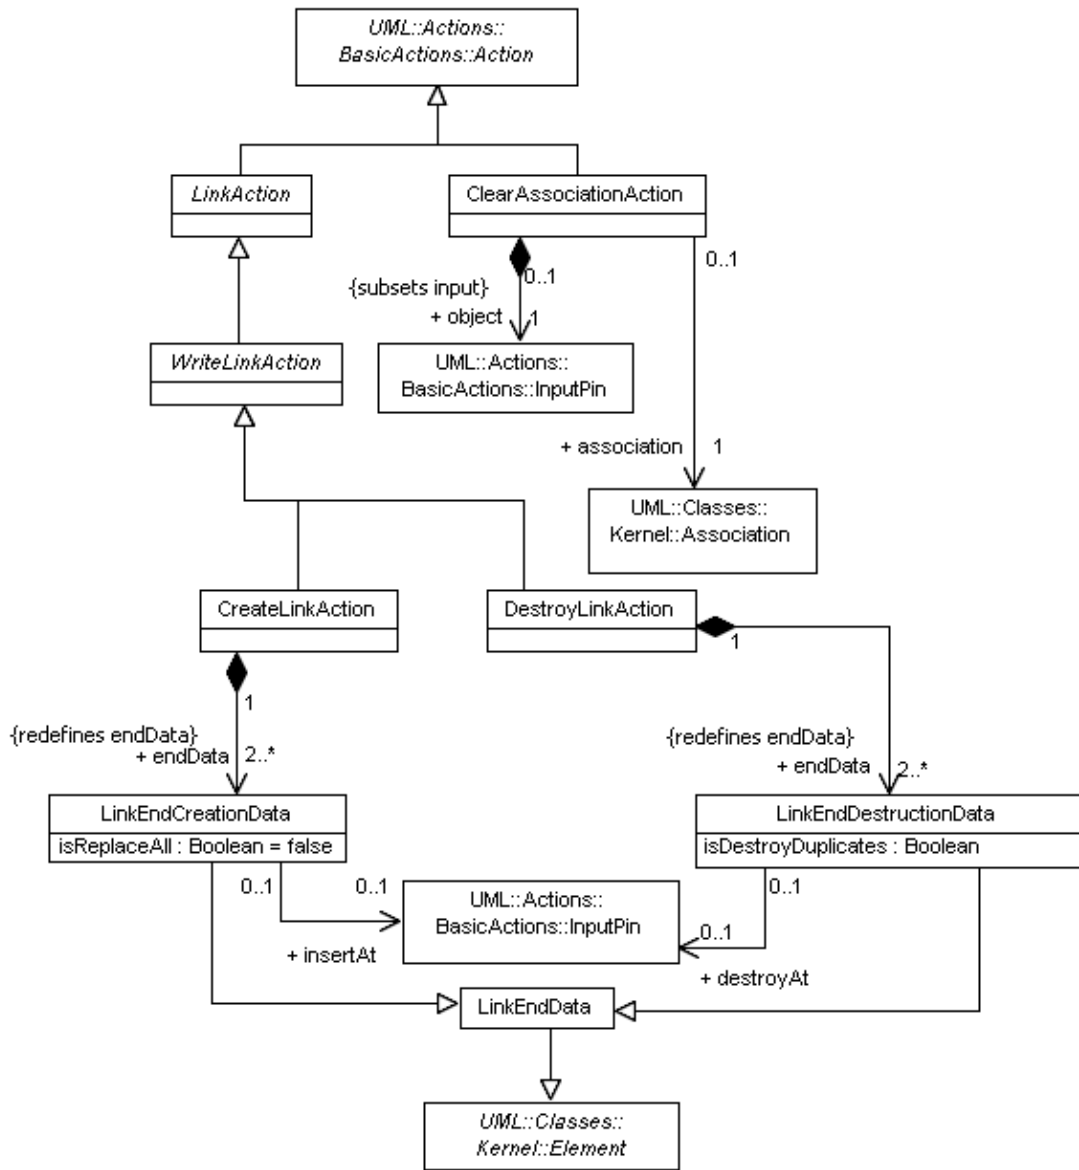 UML::Actions::
BasicActions::Action
LinkAction
ClearAssociationAction
0..1
0..1
{subsets input}
+ object
1
WriteLinkAction
UML::Actions::
BasicActions::InputPin
+ association
1
UML::Classes::
Kernel::Association
CreateLinkAction
DestroyLinkAction
1
1
{redefines endData}
+ endData
2..*
{redefines endData}
+ endData
2..*
LinkEndCreationData
isReplaceAll : Boolean = false
LinkEndDestructionData
isDestroyDuplicates : Boolean
0..1
0..1
0..1
UML::Actions::
BasicActions::InputPin
0..1
+ insertAt
+ destroyAt
LinkEndData
UML::Classes::
Kernel::Element